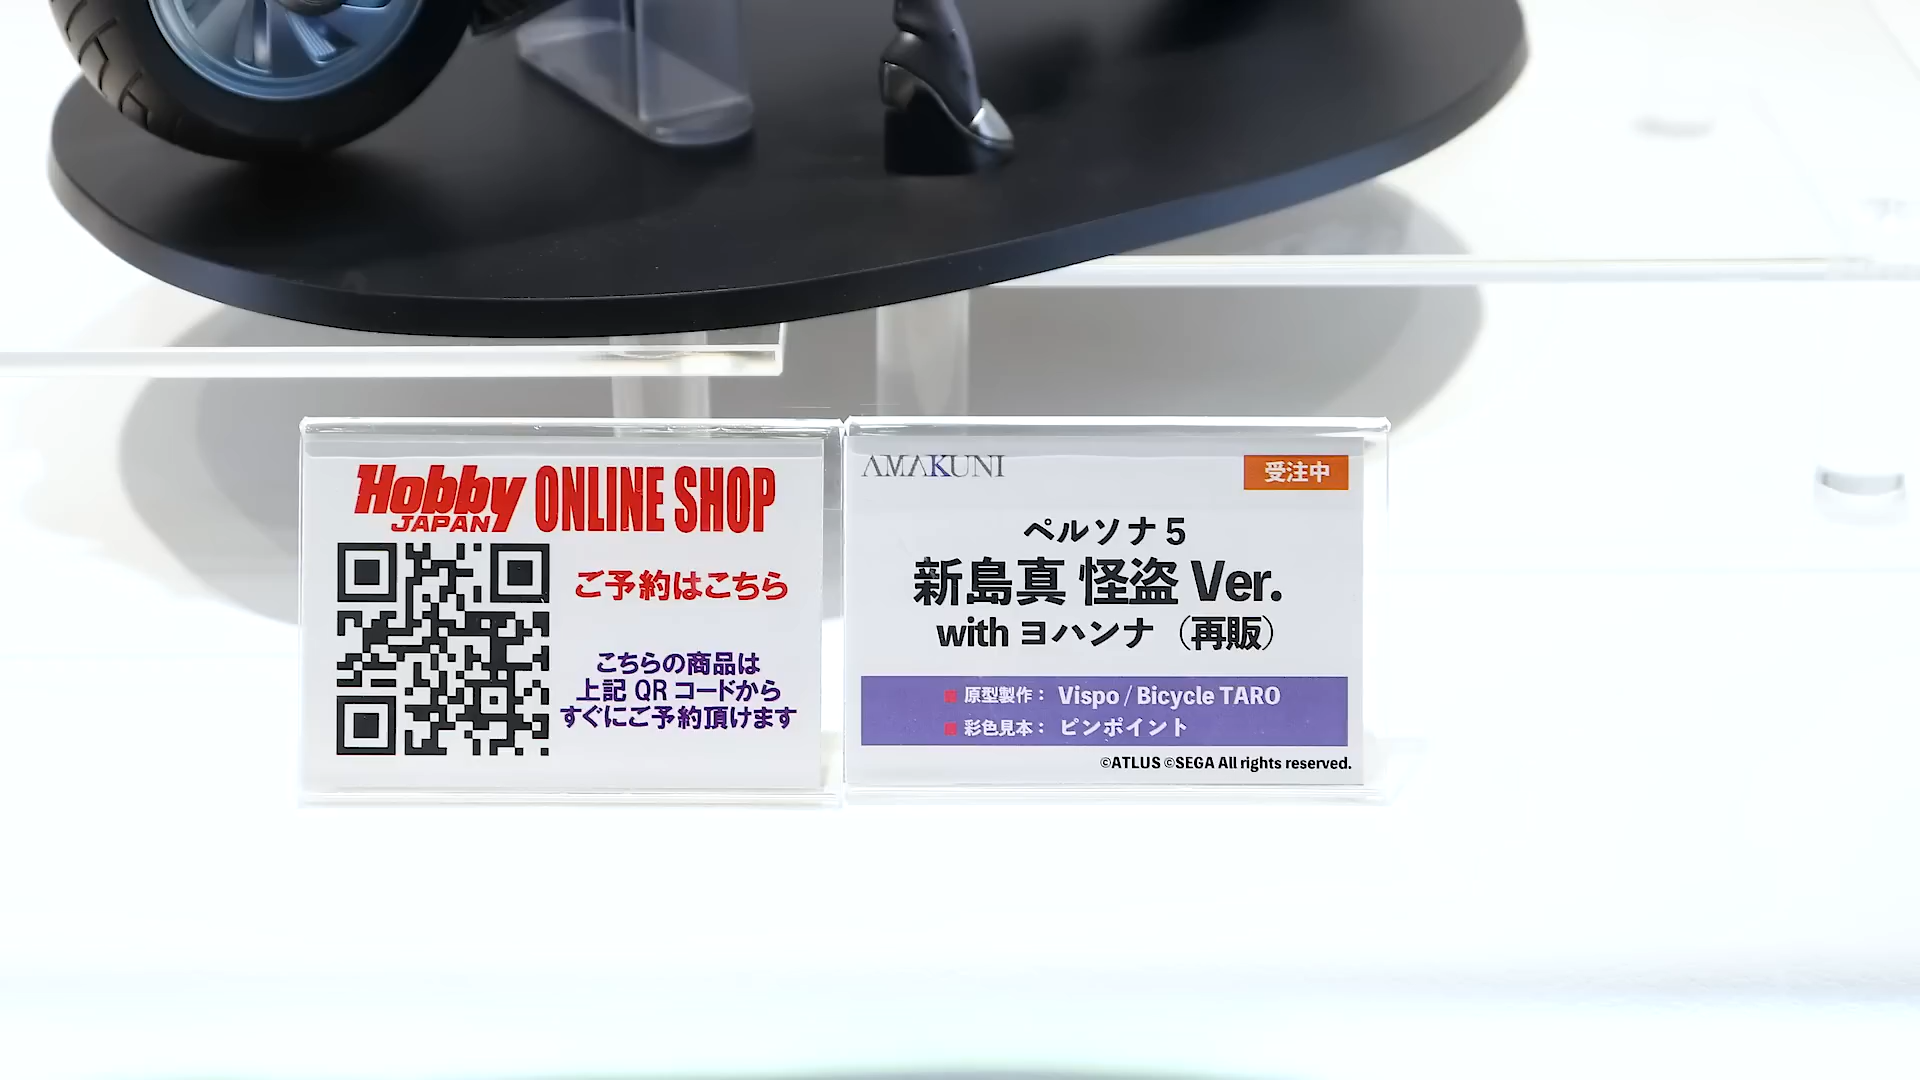 Hobby JAPAN ONLINE SHOP
ご予約はこちら
こちらの商品は
上記 QR コードから
すぐにご予約頂けます
AMAKUNI
受注中
ペルソナ 5
新島真 怪盗 Ver.
with ヨハンナ（再販）
■ 原型製作： Vispo / Bicycle TARO
■ 彩色見本： ピンポイント
©ATLUS ©SEGA All rights reserved.